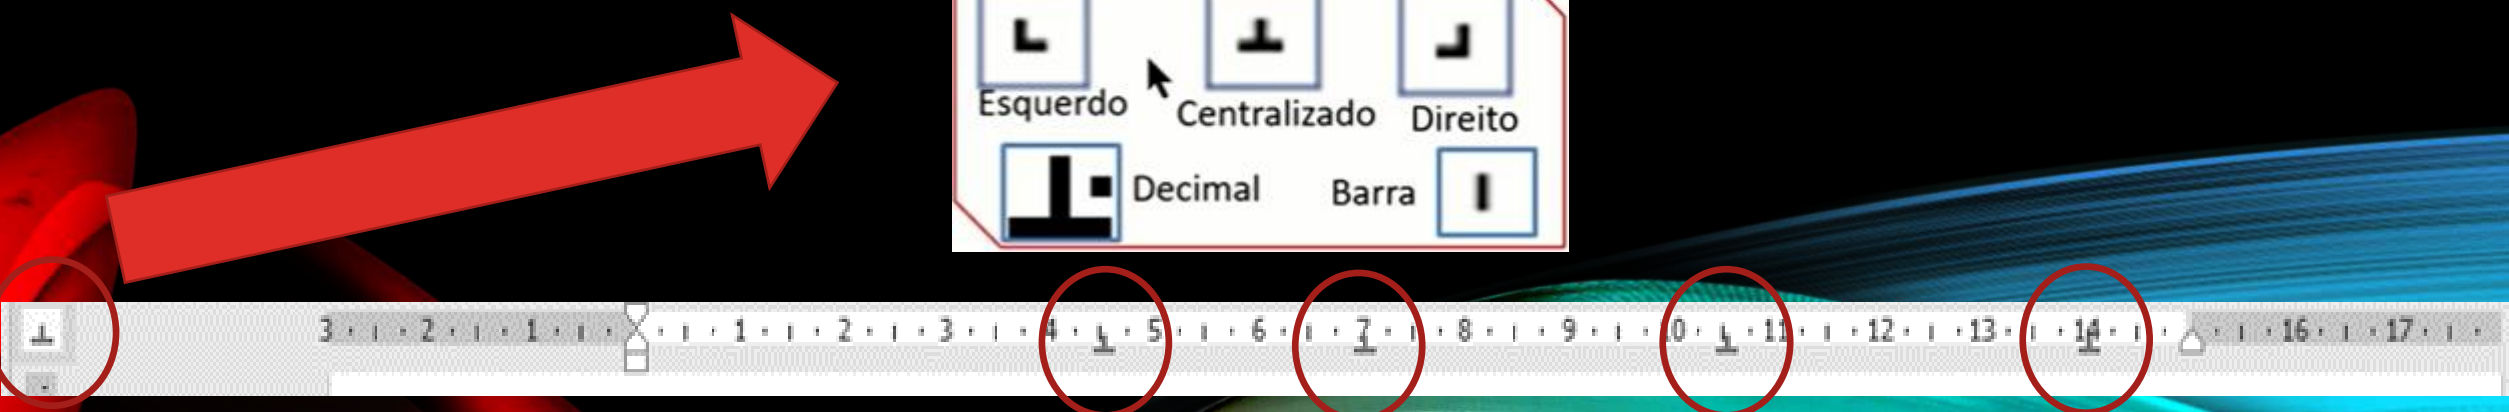 Esquerdo Centralizado Direito
Decimal Barra
3 2 1 1 2 3 4 5 6 7 8 9 10 11 12 13 14 16 17